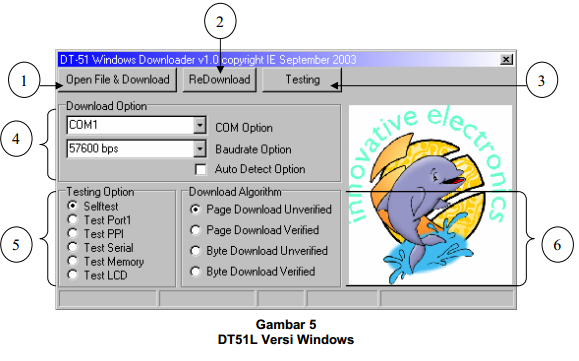 2
DT-51 Windows Downloader v1.0 copyright IE September 2003
1
Open File & Download
ReDownload
Testing
3
Download Option
4
COM1
COM Option
57600 bps
Baudrate Option
Auto Detect Option
innovative electronics
Testing Option
Selftest
Test Port1
Test PPI
Test Serial
Test Memory
Test LCD
5
Download Algorithm
Page Download Unverified
Page Download Verified
Byte Download Unverified
Byte Download Verified
6
Gambar 5
DT51L Versi Windows